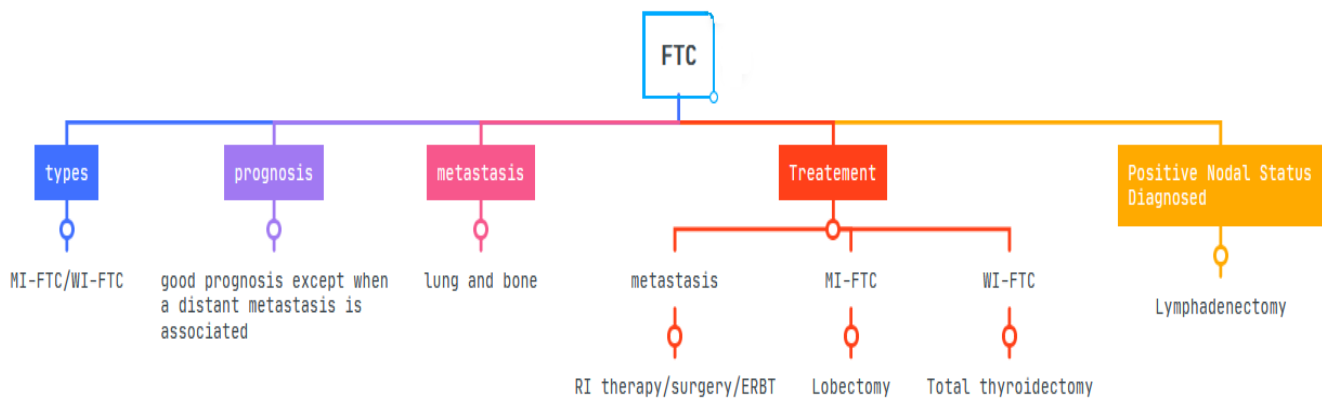 FTC
types
prognosis
metastasis
Treatement
Positive Nodal Status
Diagnosed
MI-FTC/WI-FTC
good prognosis except when
a distant metastasis is
associated
lung and bone
metastasis
MI-FTC
WI-FTC
Lymphadenectomy
RI therapy/surgery/ERBT
Lobectomy
Total thyroidectomy